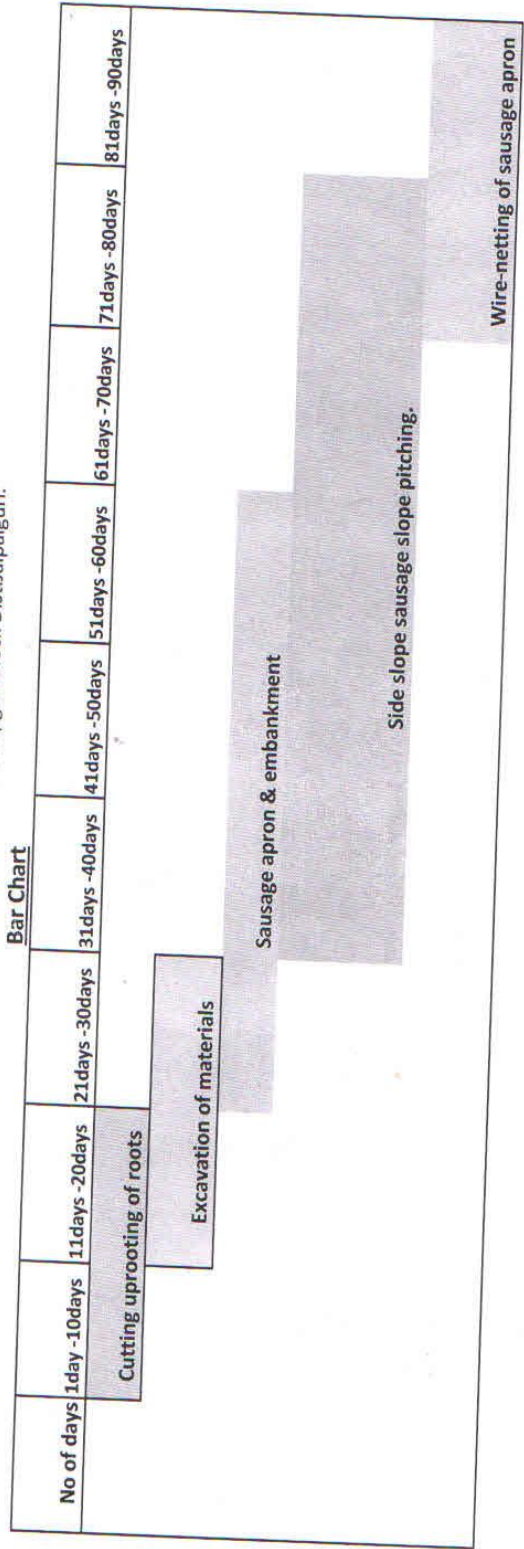 Bar Chart
No of days 1day -10days 11days -20days 21days -30days 31days -40days 41days -50days 51days -60days 61days -70days 71days -80days 81days -90days
Cutting uprooting of roots
Excavation of materials
Sausage apron & embankment
Side slope sausage slope pitching.
Wire-netting of sausage apron